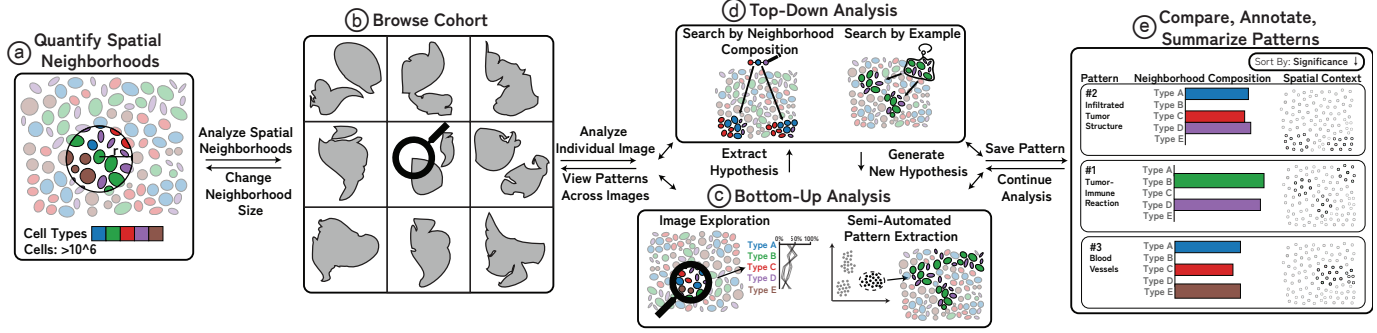 a Quantify Spatial
Neighborhoods
Cell Types
Cells: >10^6
r
Analyze Spatial
Neighborhoods
Change
Neighborhood
Size
b Browse Cohort
Analyze
Individual Image
View Patterns
Across Images
d Top-Down Analysis
Search by Neighborhood
Composition
Search by Example
Extract
Hypothesis
Generate
New Hypothesis
c Bottom-Up Analysis
Image Exploration
Type A
Type B
Type C
Type D
Type E
0 50% 100%
Semi-Automated
Pattern Extraction
Save Pattern
Continue
Analysis
e Compare, Annotate,
Summarize Patterns
Sort By: Significance ↓
Pattern Neighborhood Composition Spatial Context
#2
Infiltrated
Tumor
Structure
Type A
Type B
Type C
Type D
Type E
#1
Tumor-
Immune
Reaction
Type A
Type B
Type C
Type D
Type E
#3
Blood
Vessels
Type A
Type B
Type C
Type D
Type E